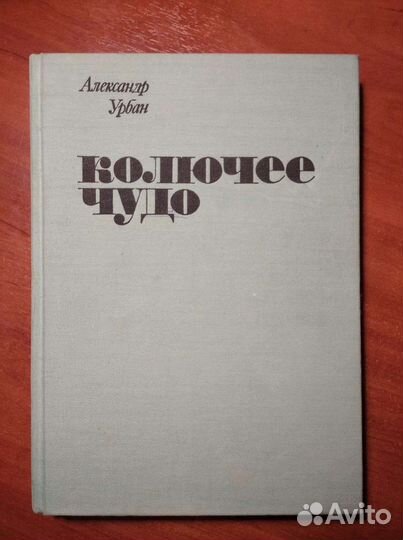 Александр
Урбан
колючее
чудо
Avito